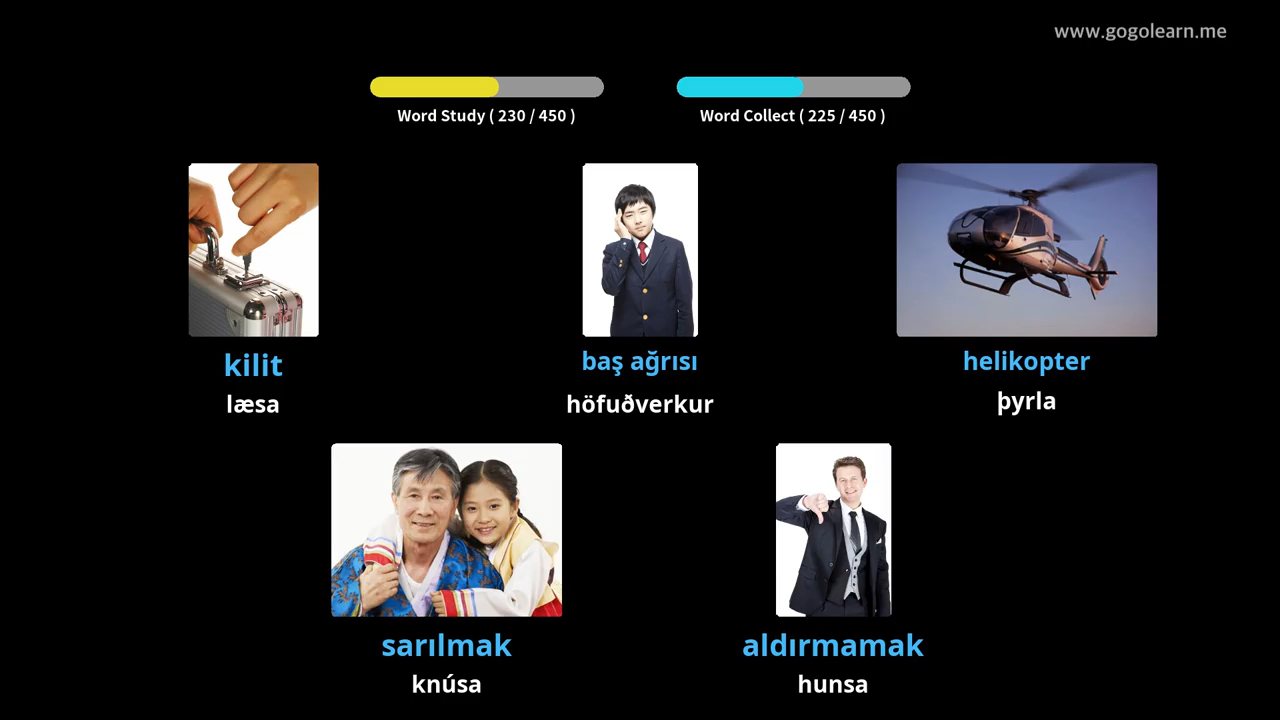 www.gogolearn.me
Word Study ( 230 / 450 )
Word Collect ( 225 / 450 )
kilit
læsa
baş ağrısı
höfuðverkur
helikopter
þyrla
sarılmak
knúsa
aldırmamak
hunsa